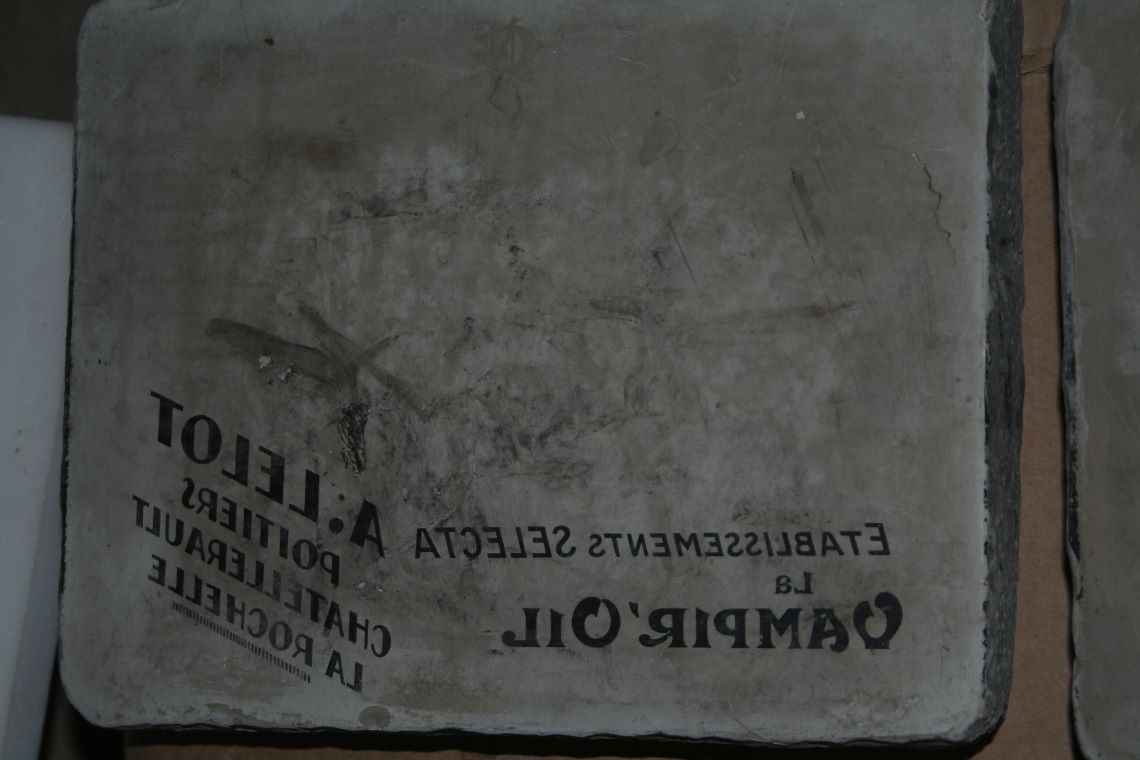 A. LELOT
POITIERS
CHATELLERAULT
LA ROCHELLE
ETABLISSEMENTS SELECTA
LA
VAMPIR'OIL